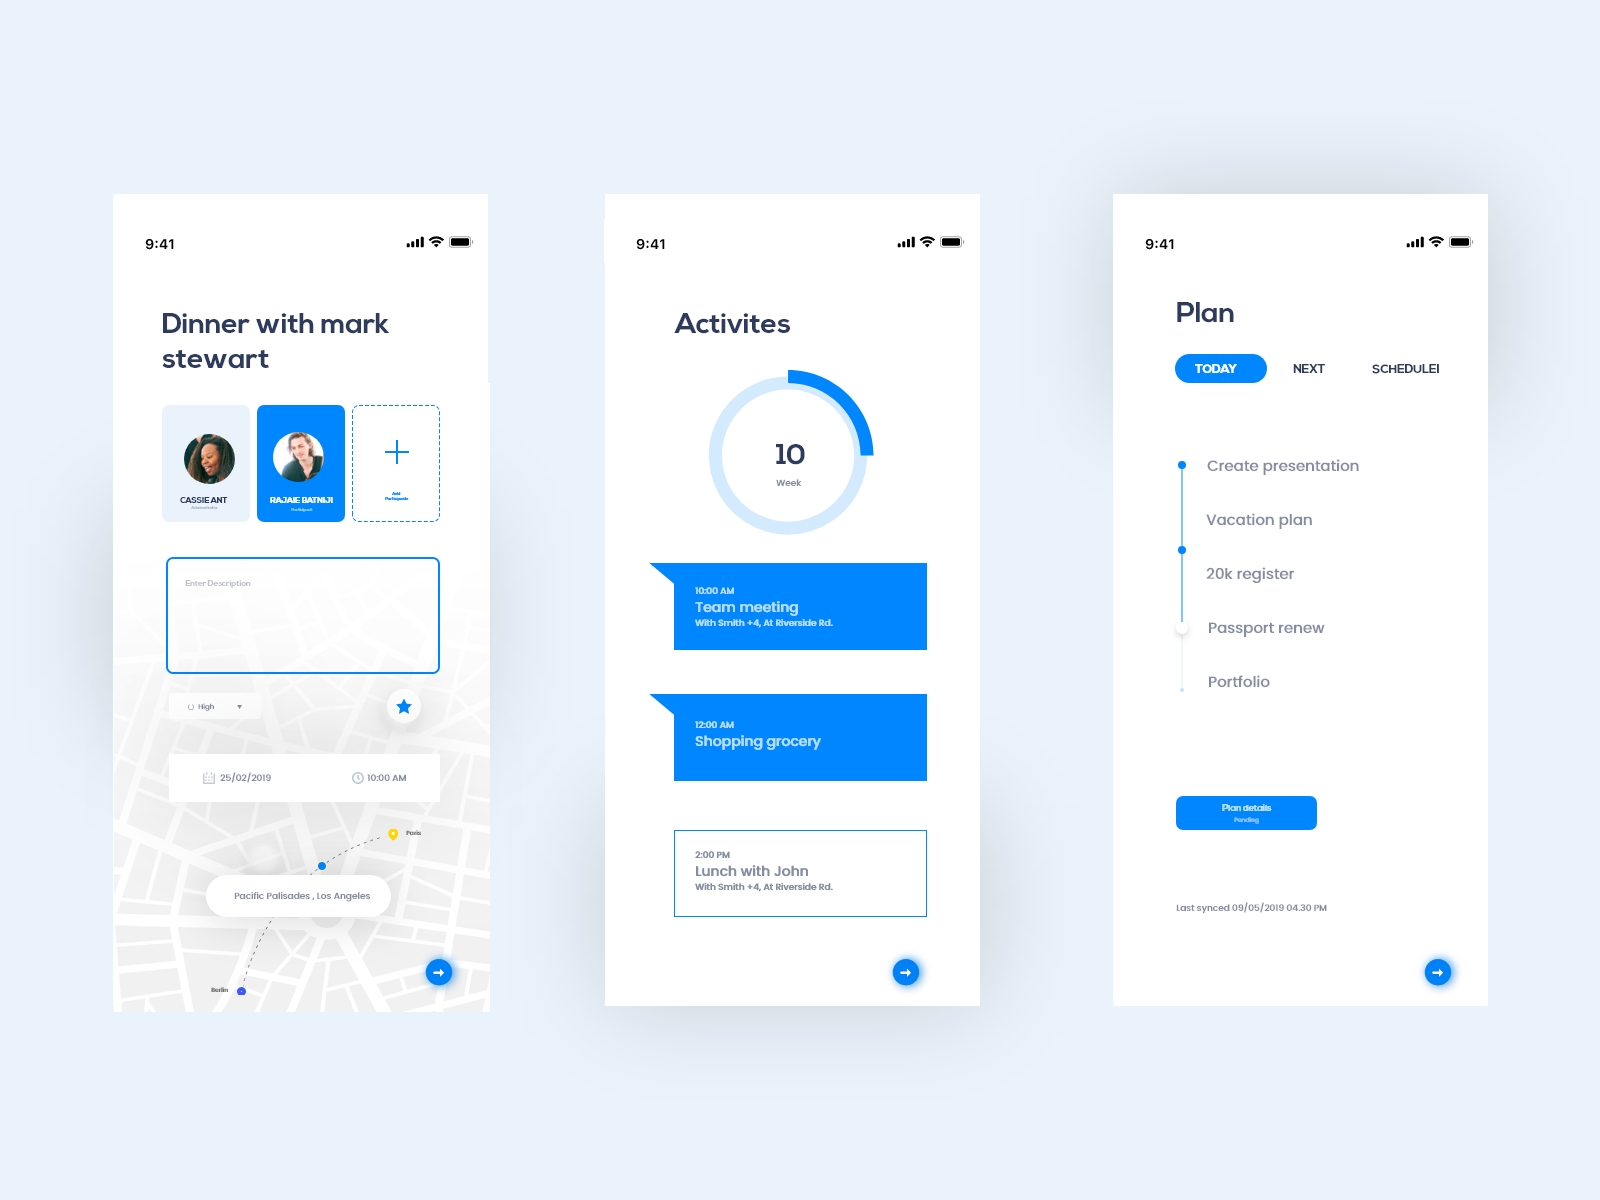 9:41
Dinner with mark
stewart
CASSIE ANT
RAJAIE BATNIJI
Participant
Add
Participants
Enter Description
High
25/02/2019
10:00 AM
Paris
Pacific Palisades , Los Angeles
Berlin
9:41
Activites
10
Week
10:00 AM
Team meeting
With Smith +4, At Riverside Rd.
12:00 AM
Shopping grocery
2:00 PM
Lunch with John
With Smith +4, At Riverside Rd.
9:41
Plan
TODAY
NEXT
SCHEDULEI
Create presentation
Vacation plan
20k register
Passport renew
Portfolio
Plan details
Pending
Last synced 09/05/2019 04.30 PM